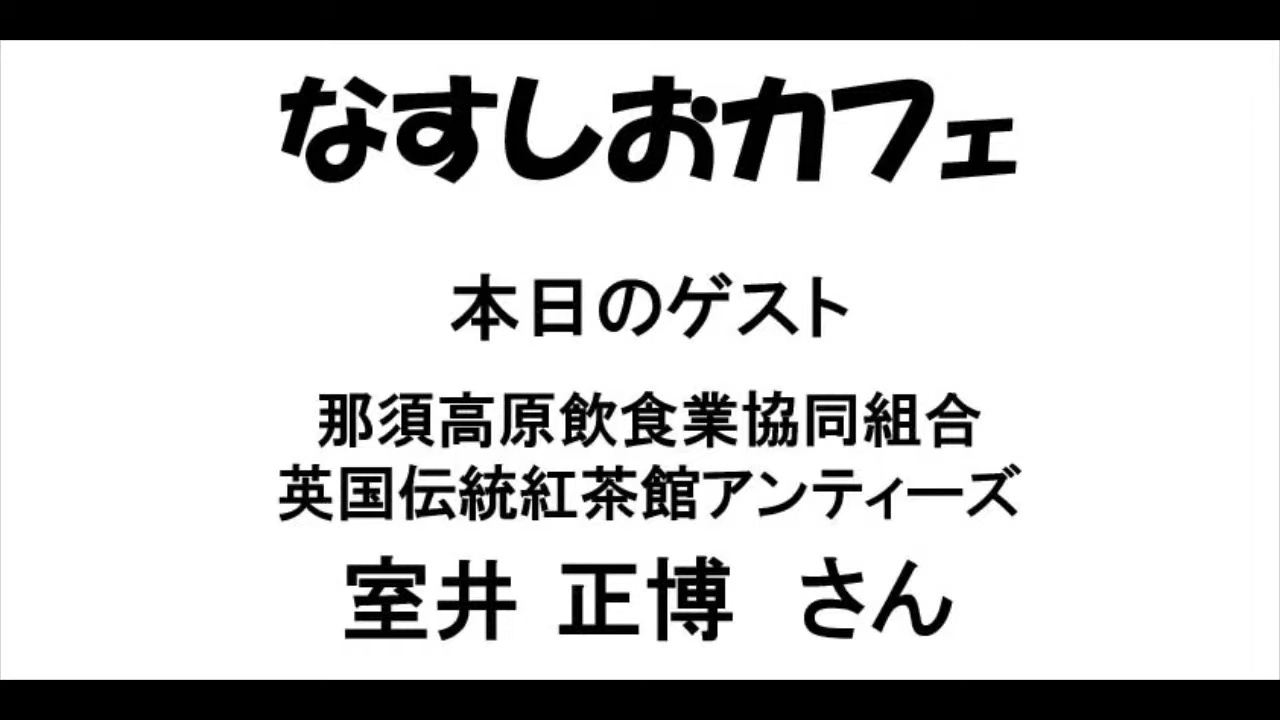 なすしおカフェ
本日のゲスト
那須高原飲食業協同組合
英国伝統紅茶館アンティーズ
室井 正博 さん